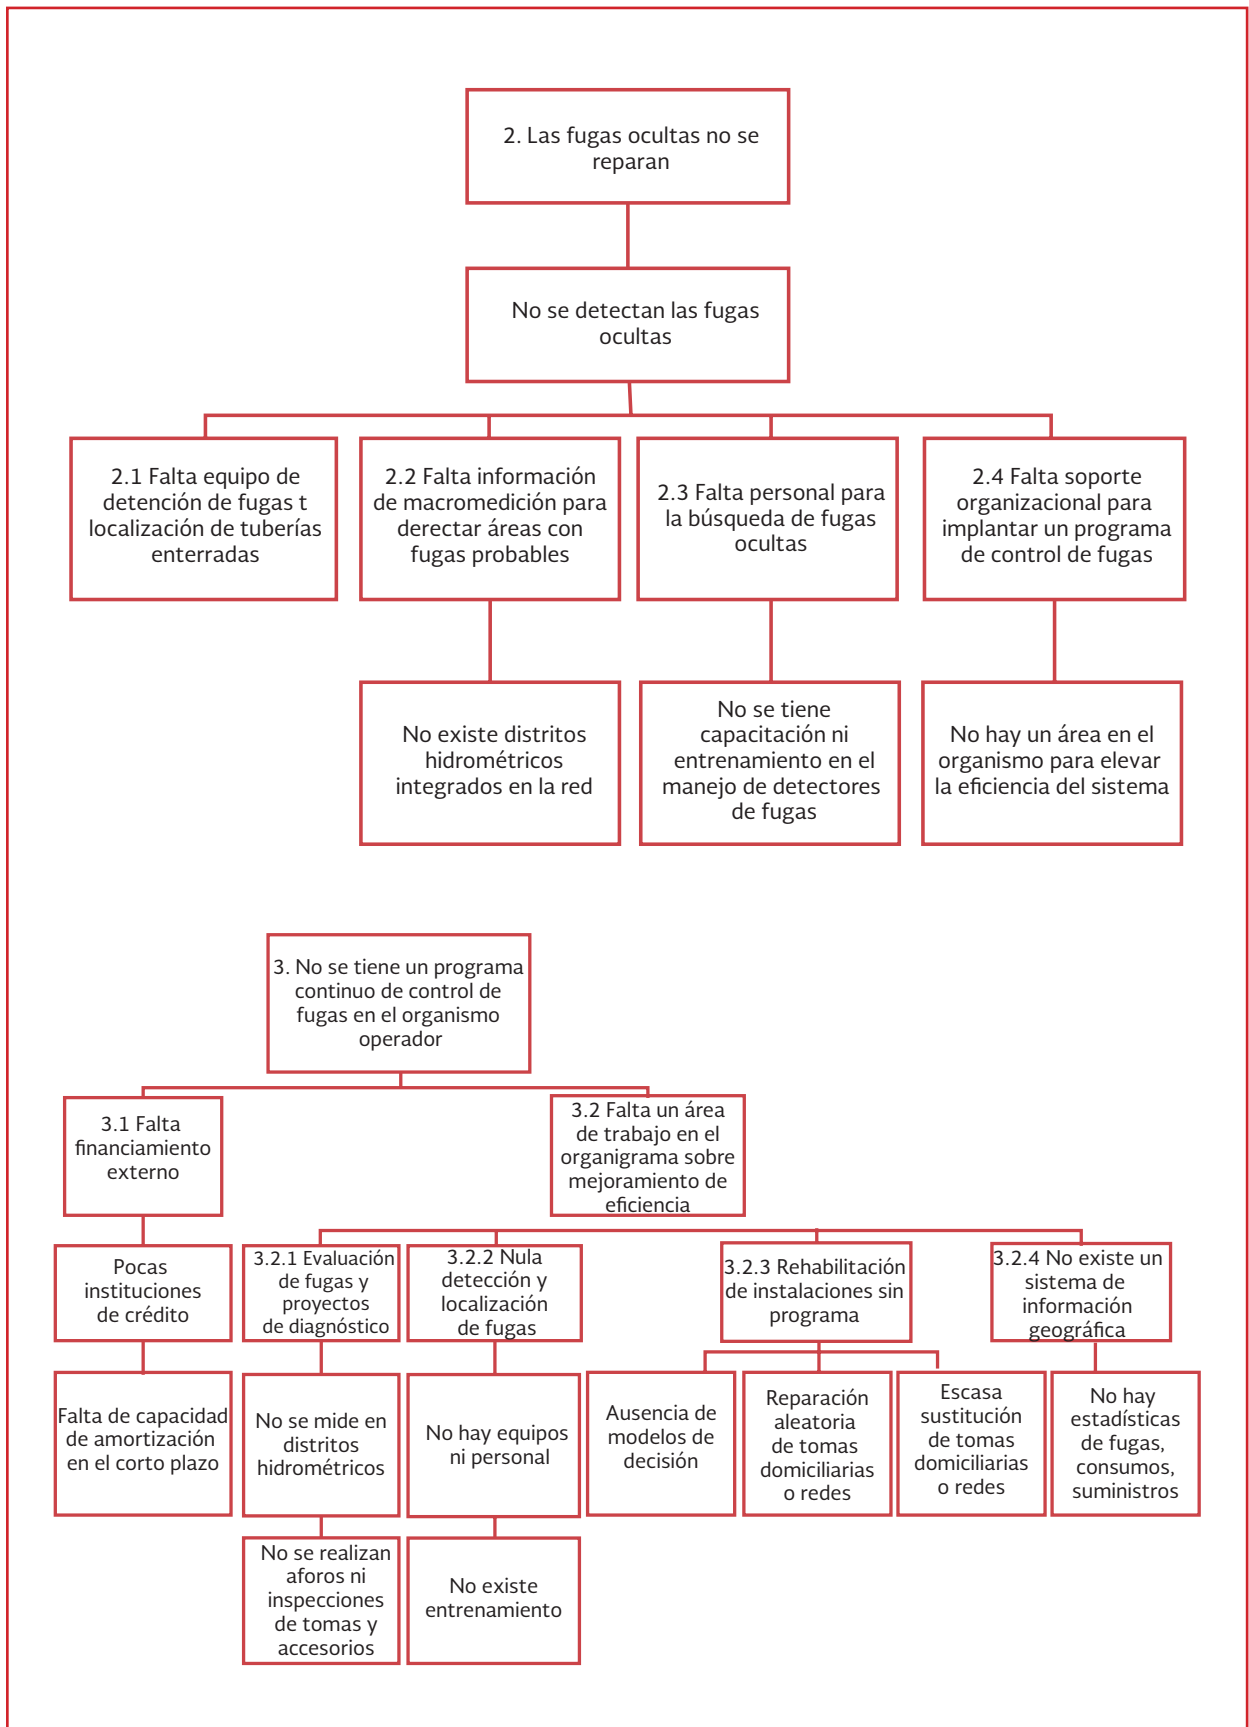 2. Las fugas ocultas no se
reparan
No se detectan las fugas
ocultas
2.1 Falta equipo de
detención de fugas t
localización de tuberías
enterradas
2.2 Falta información
de macromedición para
derectar áreas con
fugas probables
2.3 Falta personal para
la búsqueda de fugas
ocultas
2.4 Falta soporte
organizacional para
implantar un programa
de control de fugas
No existe distritos
hidrométricos
integrados en la red
No se tiene
capacitación ni
entrenamiento en el
manejo de detectores
de fugas
No hay un área en el
organismo para elevar
la eficiencia del sistema
3. No se tiene un programa
continuo de control de
fugas en el organismo
operador
3.1 Falta
financiamiento
externo
3.2 Falta un área
de trabajo en el
organigrama sobre
mejoramiento de
eficiencia
Pocas
instituciones
de crédito
3.2.1 Evaluación
de fugas y
proyectos
de diagnóstico
3.2.2 Nula
detección y
localización
de fugas
3.2.3 Rehabilitación
de instalaciones sin
programa
3.2.4 No existe un
sistema de
información
geográfica
Falta de capacidad
de amortización
en el corto plazo
No se mide en
distritos
hidrométricos
No hay equipos
ni personal
Ausencia de
modelos de
decisión
Reparación
aleatoria
de tomas
domiciliarias
o redes
Escasa
sustitución
de tomas
domiciliarias
o redes
No hay
estadísticas
de fugas,
consumos,
suministros
No se realizan
aforos ni
inspecciones
de tomas y
accesorios
No existe
entrenamiento